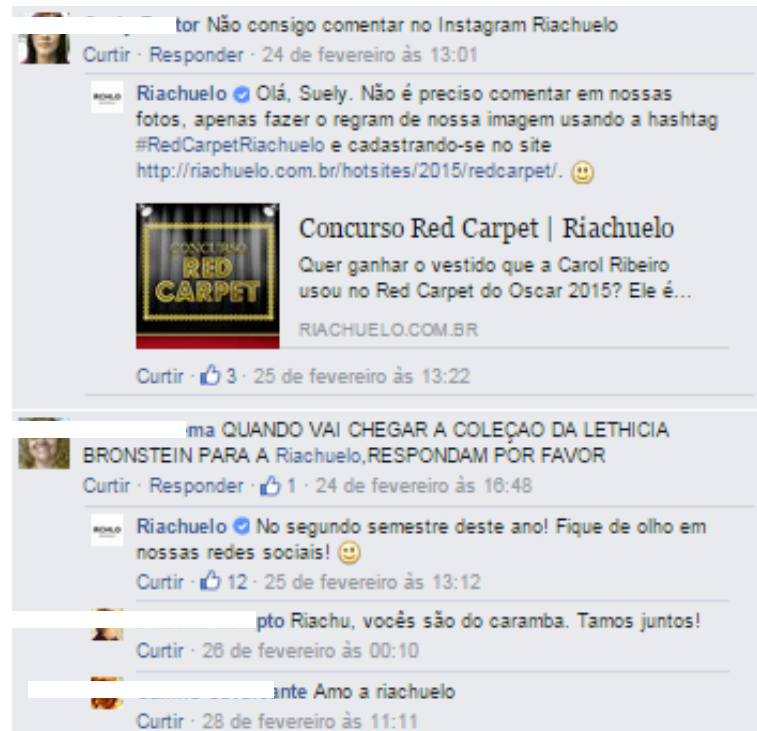 tor Não consigo comentar no Instagram Riachuelo
Curtir · Responder · 24 de fevereiro às 13:01
RCHLO Riachuelo Olá, Suely. Não é preciso comentar em nossas
fotos, apenas fazer o regram de nossa imagem usando a hashtag
#RedCarpetRiachuelo e cadastrando-se no site
http://riachuelo.com.br/hotsites/2015/redcarpet/.
CONCURSO
RED
CARPET
Concurso Red Carpet | Riachuelo
Quer ganhar o vestido que a Carol Ribeiro
usou no Red Carpet do Oscar 2015? Ele é...
RIACHUELO.COM.BR
Curtir · 3 · 25 de fevereiro às 13:22
ema QUANDO VAI CHEGAR A COLEÇAO DA LETHICIA
BRONSTEIN PARA A Riachuelo,RESPONDAM POR FAVOR
Curtir · Responder · 1 · 24 de fevereiro às 16:48
RCHLO Riachuelo No segundo semestre deste ano! Fique de olho em
nossas redes sociais!
Curtir · 12 · 25 de fevereiro às 13:12
pto Riachu, vocês são do caramba. Tamos juntos!
Curtir · 26 de fevereiro às 00:10
ante Amo a riachuelo
Curtir · 28 de fevereiro às 11:11